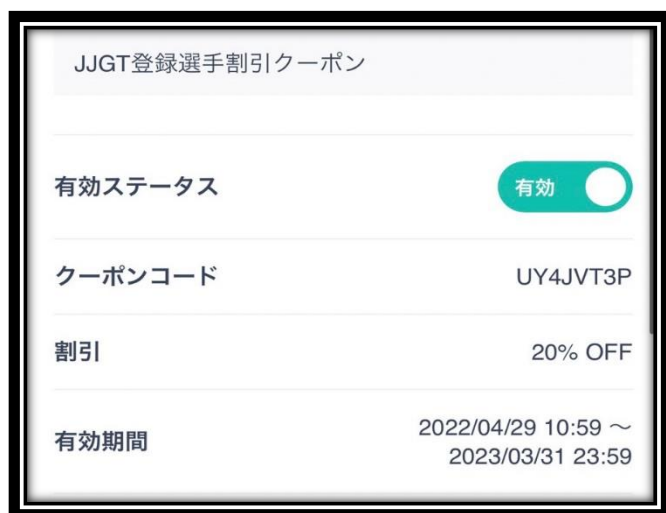 JJGT登録選手割引クーポン
有効ステータス 有効
クーポンコード UY4JVT3P
割引 20% OFF
有効期間 2022/04/29 10:59 ～
2023/03/31 23:59